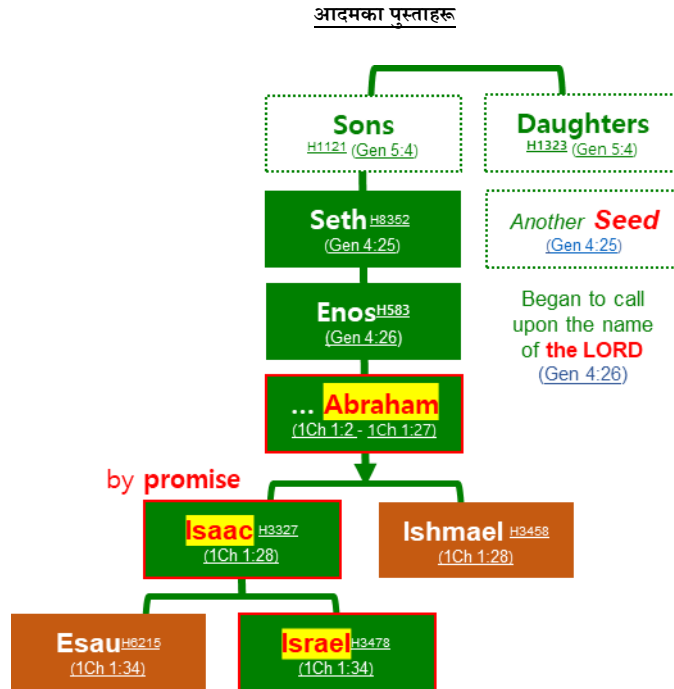 आदमका पुस्ताहरू
Sons
H1121 (Gen 5:4)
Daughters
H1323 (Gen 5:4)
Seth H8352
(Gen 4:25)
Another Seed
(Gen 4:25)
Enos H583
(Gen 4:26)
Began to call
upon the name
of the LORD
(Gen 4:26)
... Abraham
(1Ch 1:2 - 1Ch 1:27)
by promise
Isaac H3327
(1Ch 1:28)
Ishmael H3458
(1Ch 1:28)
Esau H6215
(1Ch 1:34)
Israel H3478
(1Ch 1:34)